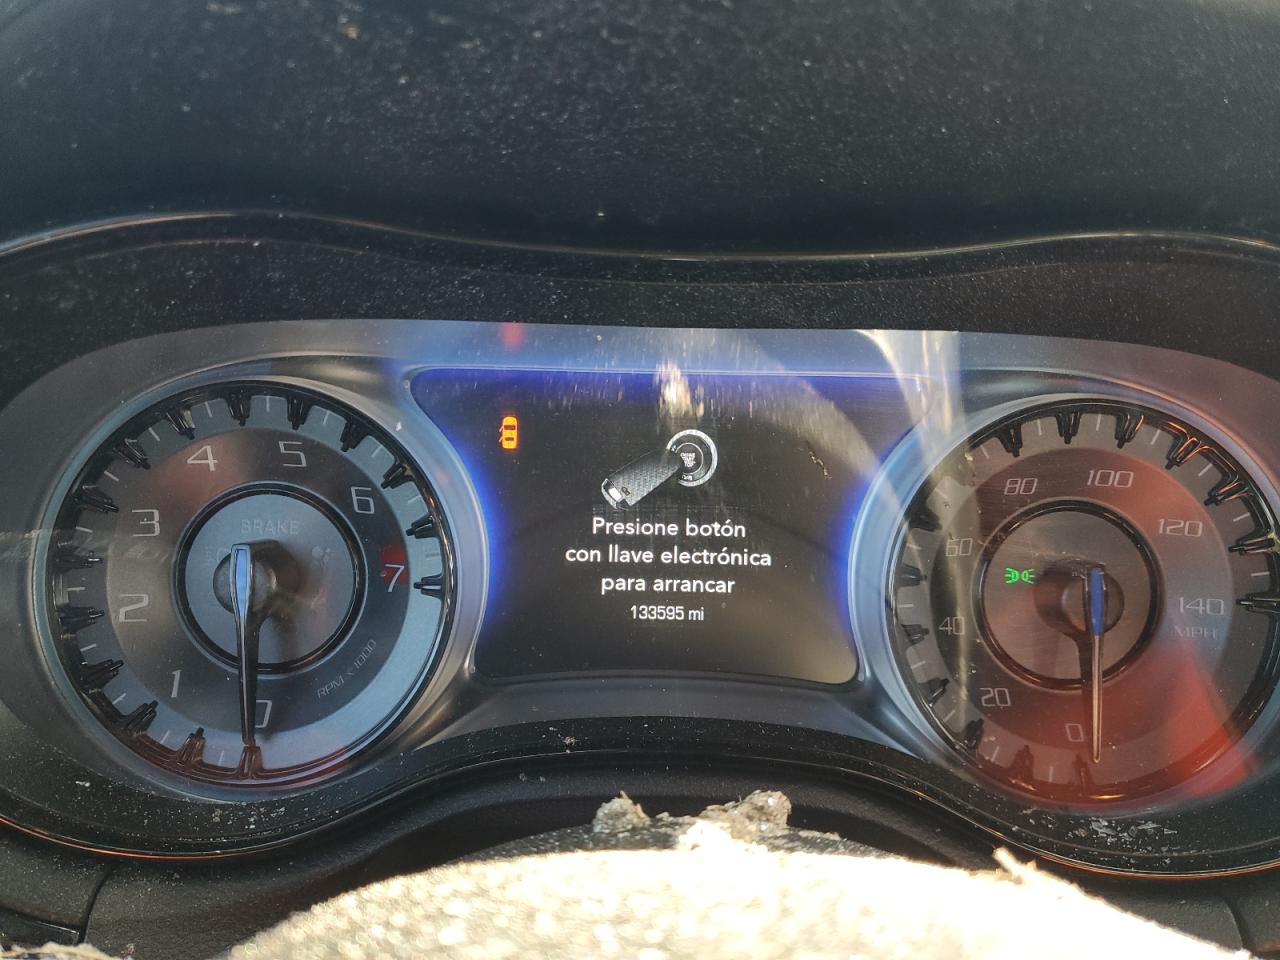 BRAKE
0
1
2
3
4
5
6
7
RPM x 1000
Presione botón
con llave electrónica
para arrancar
133595 mi
0
20
40
60
80
100
120
140
MPH